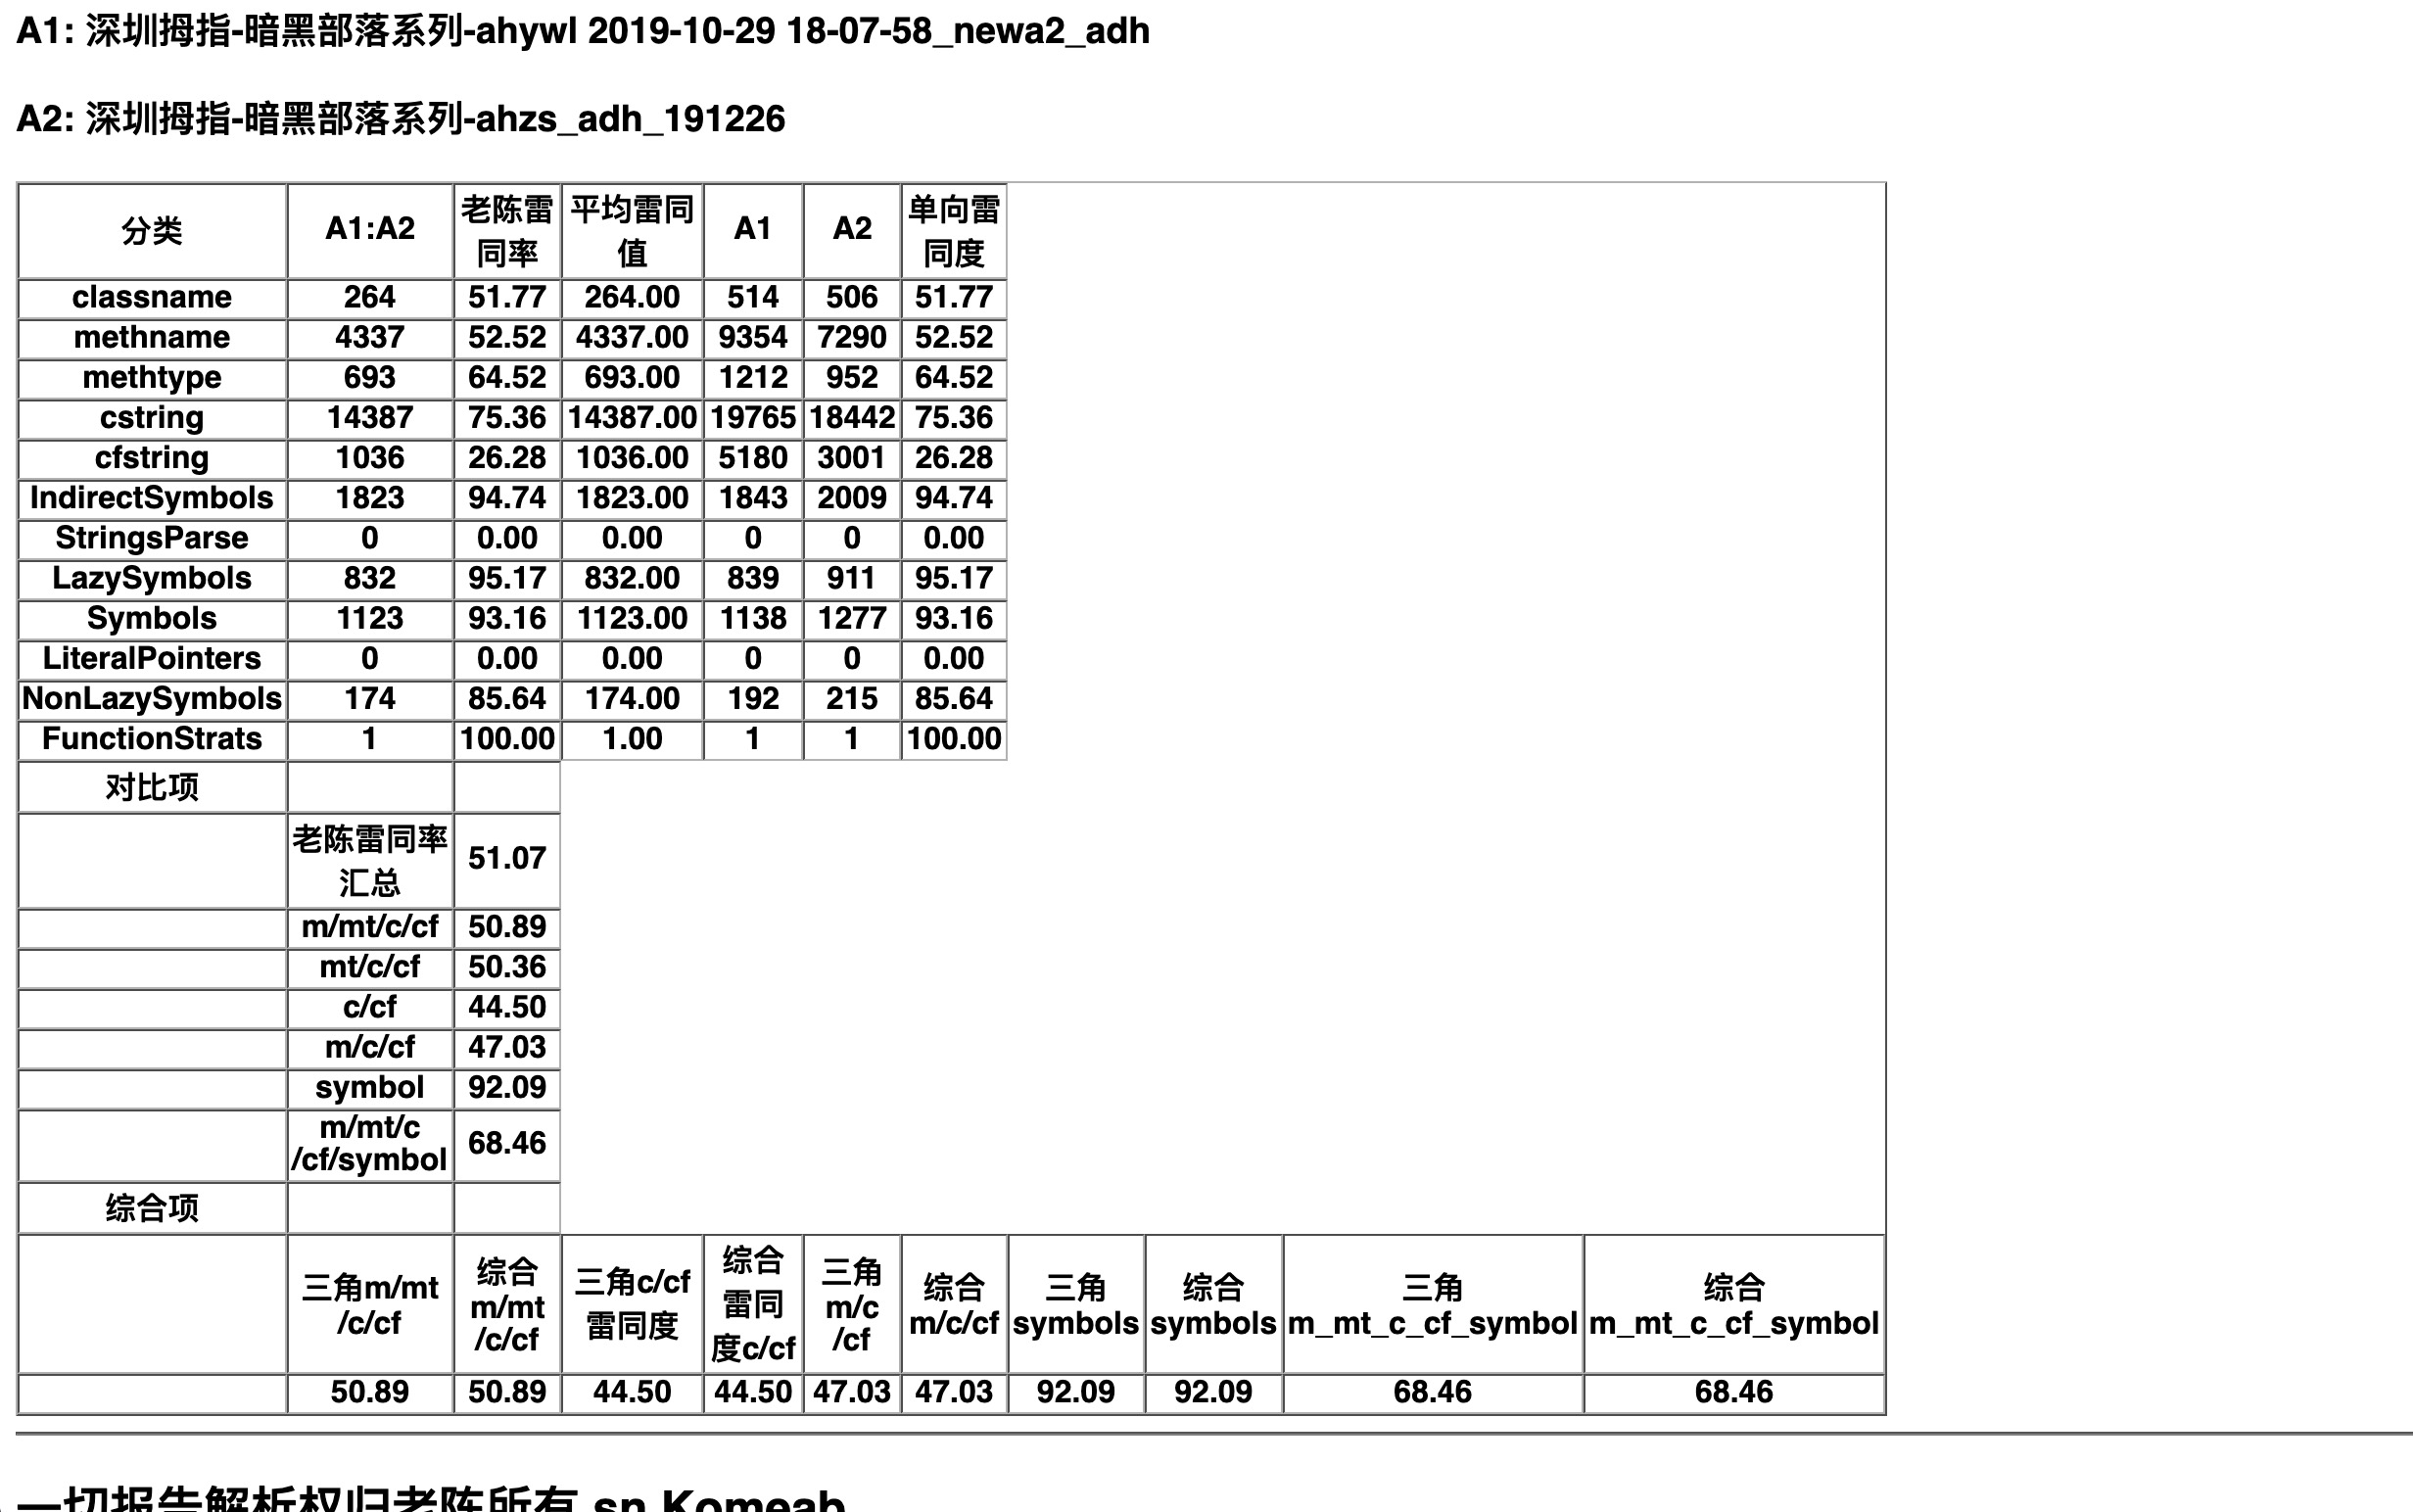 A1: 深圳拇指-暗黑部落系列-ahywl 2019-10-29 18-07-58_newa2_adh
A2: 深圳拇指-暗黑部落系列-ahzs_adh_191226
分类 A1:A2 老陈雷同率 平均雷同值 A1 A2 单向雷同度
classname 264 51.77 264.00 514 506 51.77
methname 4337 52.52 4337.00 9354 7290 52.52
methtype 693 64.52 693.00 1212 952 64.52
cstring 14387 75.36 14387.00 19765 18442 75.36
cfstring 1036 26.28 1036.00 5180 3001 26.28
IndirectSymbols 1823 94.74 1823.00 1843 2009 94.74
StringsParse 0 0.00 0.00 0 0 0.00
LazySymbols 832 95.17 832.00 839 911 95.17
Symbols 1123 93.16 1123.00 1138 1277 93.16
LiteralPointers 0 0.00 0.00 0 0 0.00
NonLazySymbols 174 85.64 174.00 192 215 85.64
FunctionStrats 1 100.00 1.00 1 1 100.00
对比项
老陈雷同率汇总 51.07
m/mt/c/cf 50.89
mt/c/cf 50.36
c/cf 44.50
m/c/cf 47.03
symbol 92.09
m/mt/c/cf/symbol 68.46
综合项
三角m/mt/c/cf 综合m/mt/c/cf 三角c/cf雷同度 综合雷同度c/cf 三角m/c/cf 综合m/c/cf 三角symbols 综合symbols 三角m_mt_c_cf_symbol 综合m_mt_c_cf_symbol
50.89 50.89 44.50 44.50 47.03 47.03 92.09 92.09 68.46 68.46
一切报告解析权归老陈所有 sn Komeab